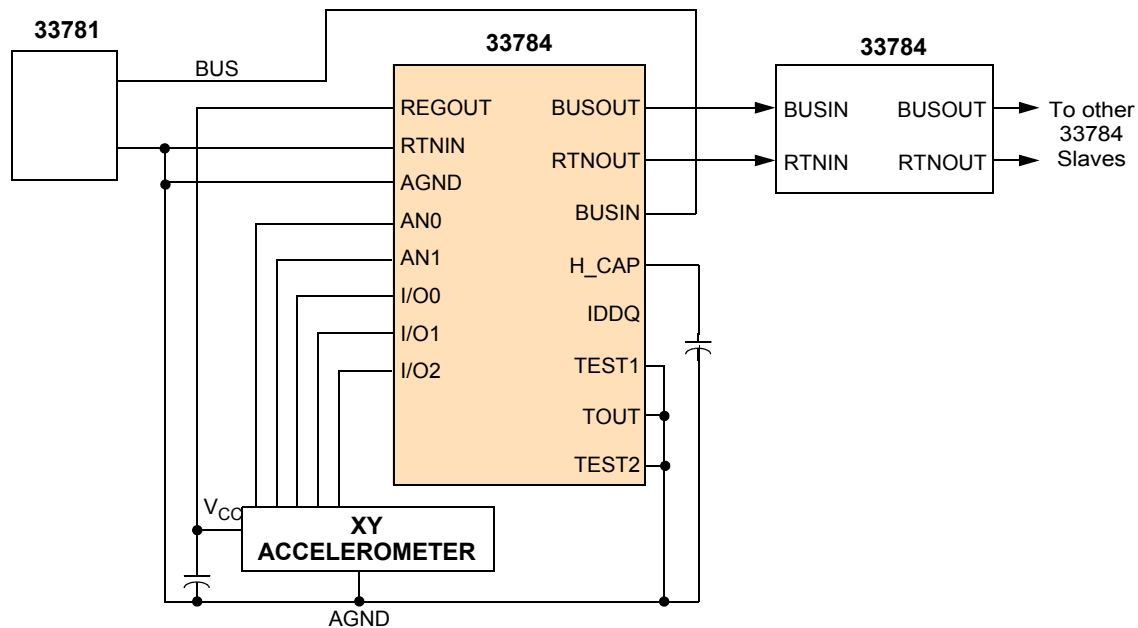 33781
BUS
33784
REGOUT
RTNIN
AGND
AN0
AN1
I/O0
I/O1
I/O2
BUSOUT
RTNOUT
BUSIN
H_CAP
IDDQ
TEST1
TOUT
TEST2
33784
BUSIN
RTNIN
BUSOUT
RTNOUT
To other
33784
Slaves
VCC
XY
ACCELEROMETER
AGND